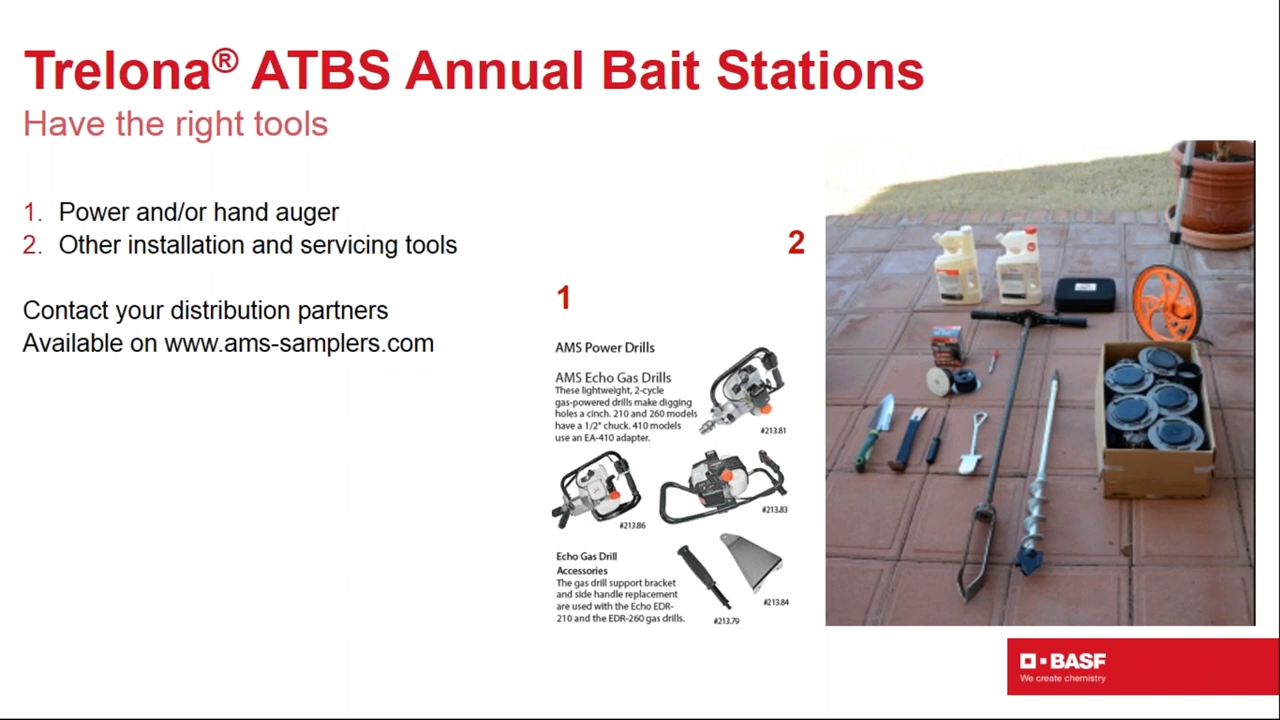 Trelona® ATBS Annual Bait Stations
Have the right tools
1. Power and/or hand auger
2. Other installation and servicing tools
Contact your distribution partners
Available on www.ams-samplers.com
1
2
AMS Power Drills
AMS Echo Gas Drills
These lightweight, 2-cycle
gas-powered drills make digging
holes a cinch. 210 and 260 models
have a 1/2" chuck. 410 models
use an EA-410 adapter.
#213.81
#213.86
#213.83
Echo Gas Drill
Accessories
The gas drill support bracket
and side handle replacement
are used with the Echo EDR-
210 and the EDR-260 gas drills.
#213.79
#213.84
BASF
We create chemistry